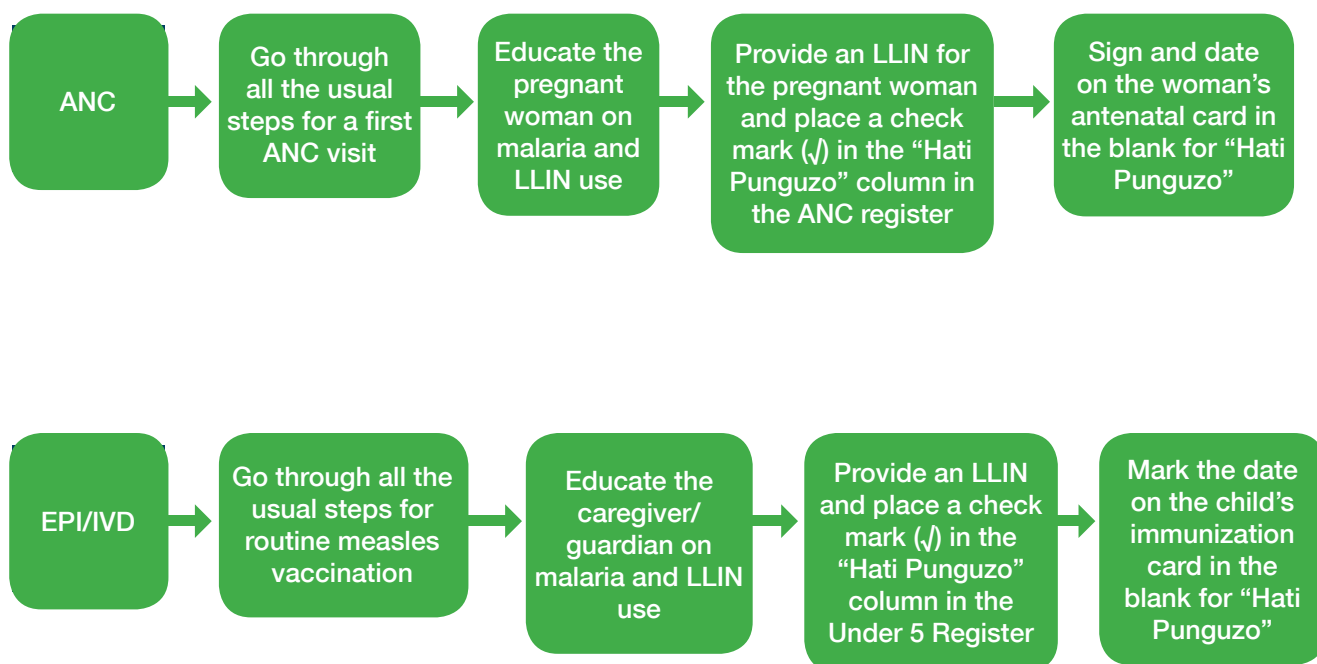 ANC
Go through
all the usual
steps for a first
ANC visit
Educate the
pregnant
woman on
malaria and
LLIN use
Provide an LLIN for
the pregnant woman
and place a check
mark (√) in the “Hati
Punguzo” column in
the ANC register
Sign and date
on the woman’s
antenatal card in
the blank for “Hati
Punguzo”
EPI/IVD
Go through all the
usual steps for
routine measles
vaccination
Educate the
caregiver/
guardian on
malaria and LLIN
use
Provide an LLIN
and place a check
mark (√) in the
“Hati Punguzo”
column in the
Under 5 Register
Mark the date
on the child’s
immunization
card in the
blank for “Hati
Punguzo”